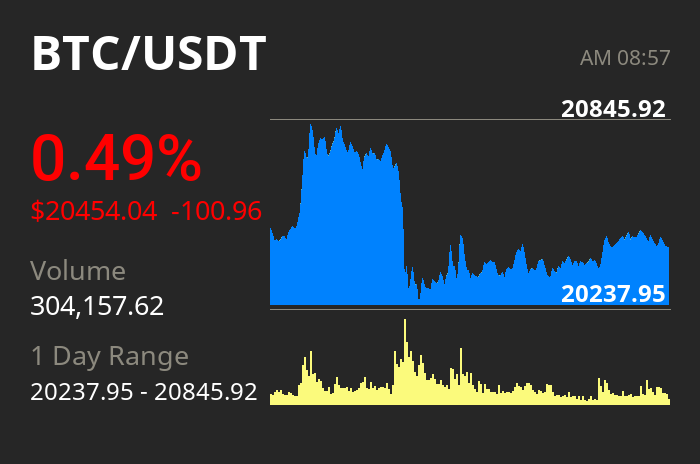 BTC/USDT
AM 08:57
20845.92
0.49%
$20454.04 -100.96
Volume
304,157.62
20237.95
1 Day Range
20237.95 - 20845.92